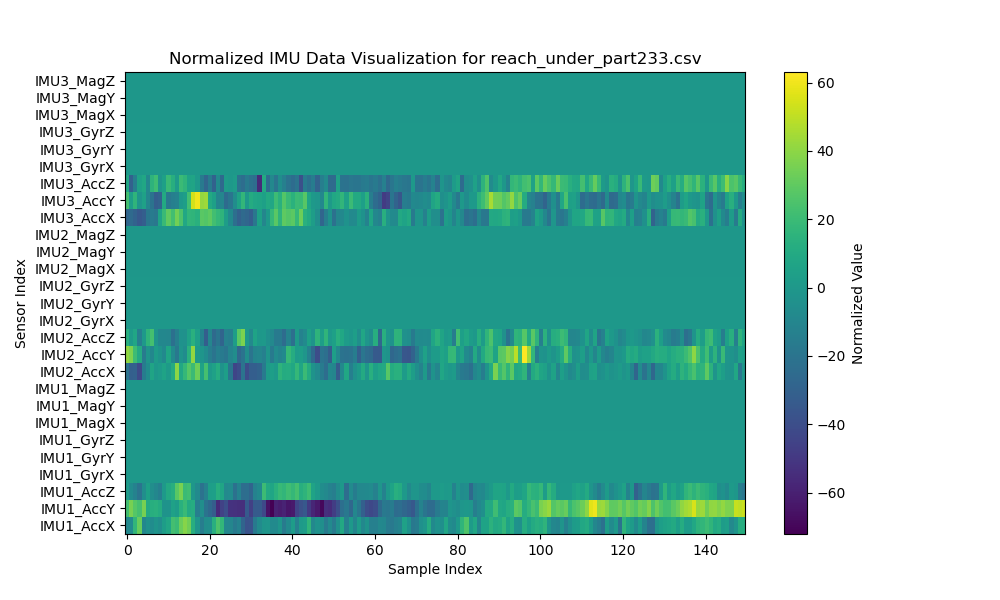 Normalized IMU Data Visualization for reach_under_part233.csv
IMU3_MagZ
IMU3_MagY
IMU3_MagX
IMU3_GyrZ
IMU3_GyrY
IMU3_GyrX
IMU3_AccZ
IMU3_AccY
IMU3_AccX
IMU2_MagZ
IMU2_MagY
IMU2_MagX
IMU2_GyrZ
IMU2_GyrY
IMU2_GyrX
IMU2_AccZ
IMU2_AccY
IMU2_AccX
IMU1_MagZ
IMU1_MagY
IMU1_MagX
IMU1_GyrZ
IMU1_GyrY
IMU1_GyrX
IMU1_AccZ
IMU1_AccY
IMU1_AccX
Sensor Index
0 20 40 60 80 100 120 140
Sample Index
60
40
20
0
−20
−40
−60
Normalized Value